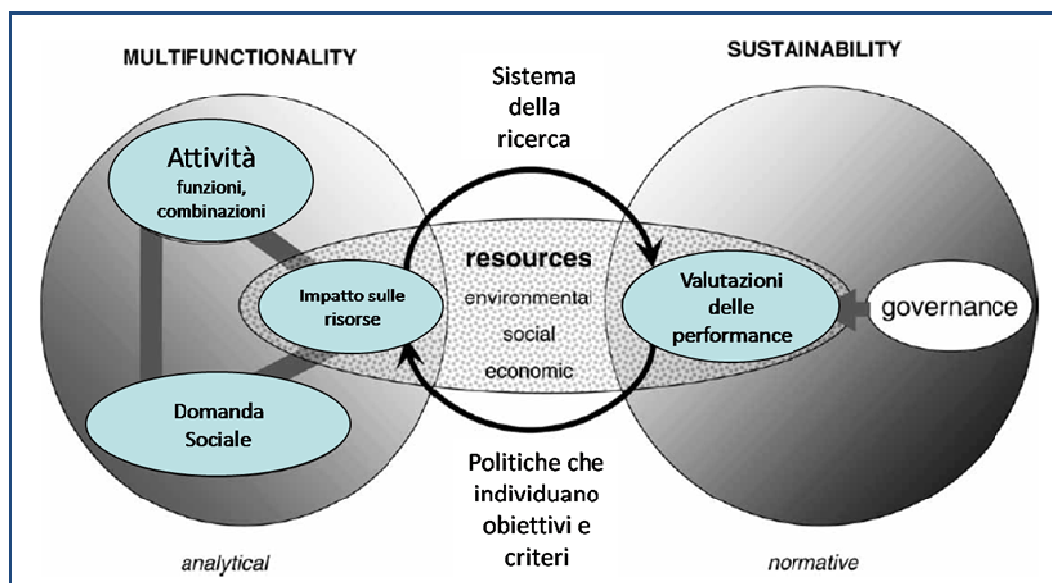 MULTIFUNCTIONALITY
SUSTAINABILITY
Sistema
della
ricerca
Attività
funzioni,
combinazioni
resources
environmental
social
economic
Impatto sulle
risorse
Valutazioni
delle
performance
governance
Domanda
Sociale
Politiche che
individuano
obiettivi e
criteri
analytical
normative